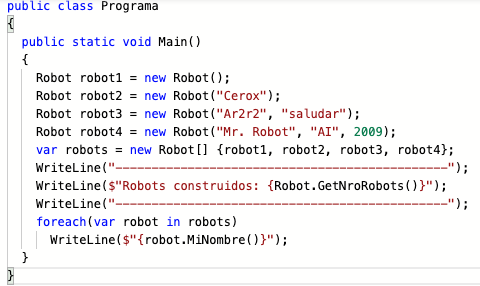 public class Programa
{
public static void Main()
{
Robot robot1 = new Robot();
Robot robot2 = new Robot("Cerox");
Robot robot3 = new Robot("Ar2r2", "saludar");
Robot robot4 = new Robot("Mr. Robot", "AI", 2009);
var robots = new Robot[] {robot1, robot2, robot3, robot4};
WriteLine("----------------------------------------------");
WriteLine($"Robots construidos: {Robot.GetNroRobots()}");
WriteLine("----------------------------------------------");
foreach(var robot in robots)
WriteLine($"{robot.MiNombre()}");
}
}